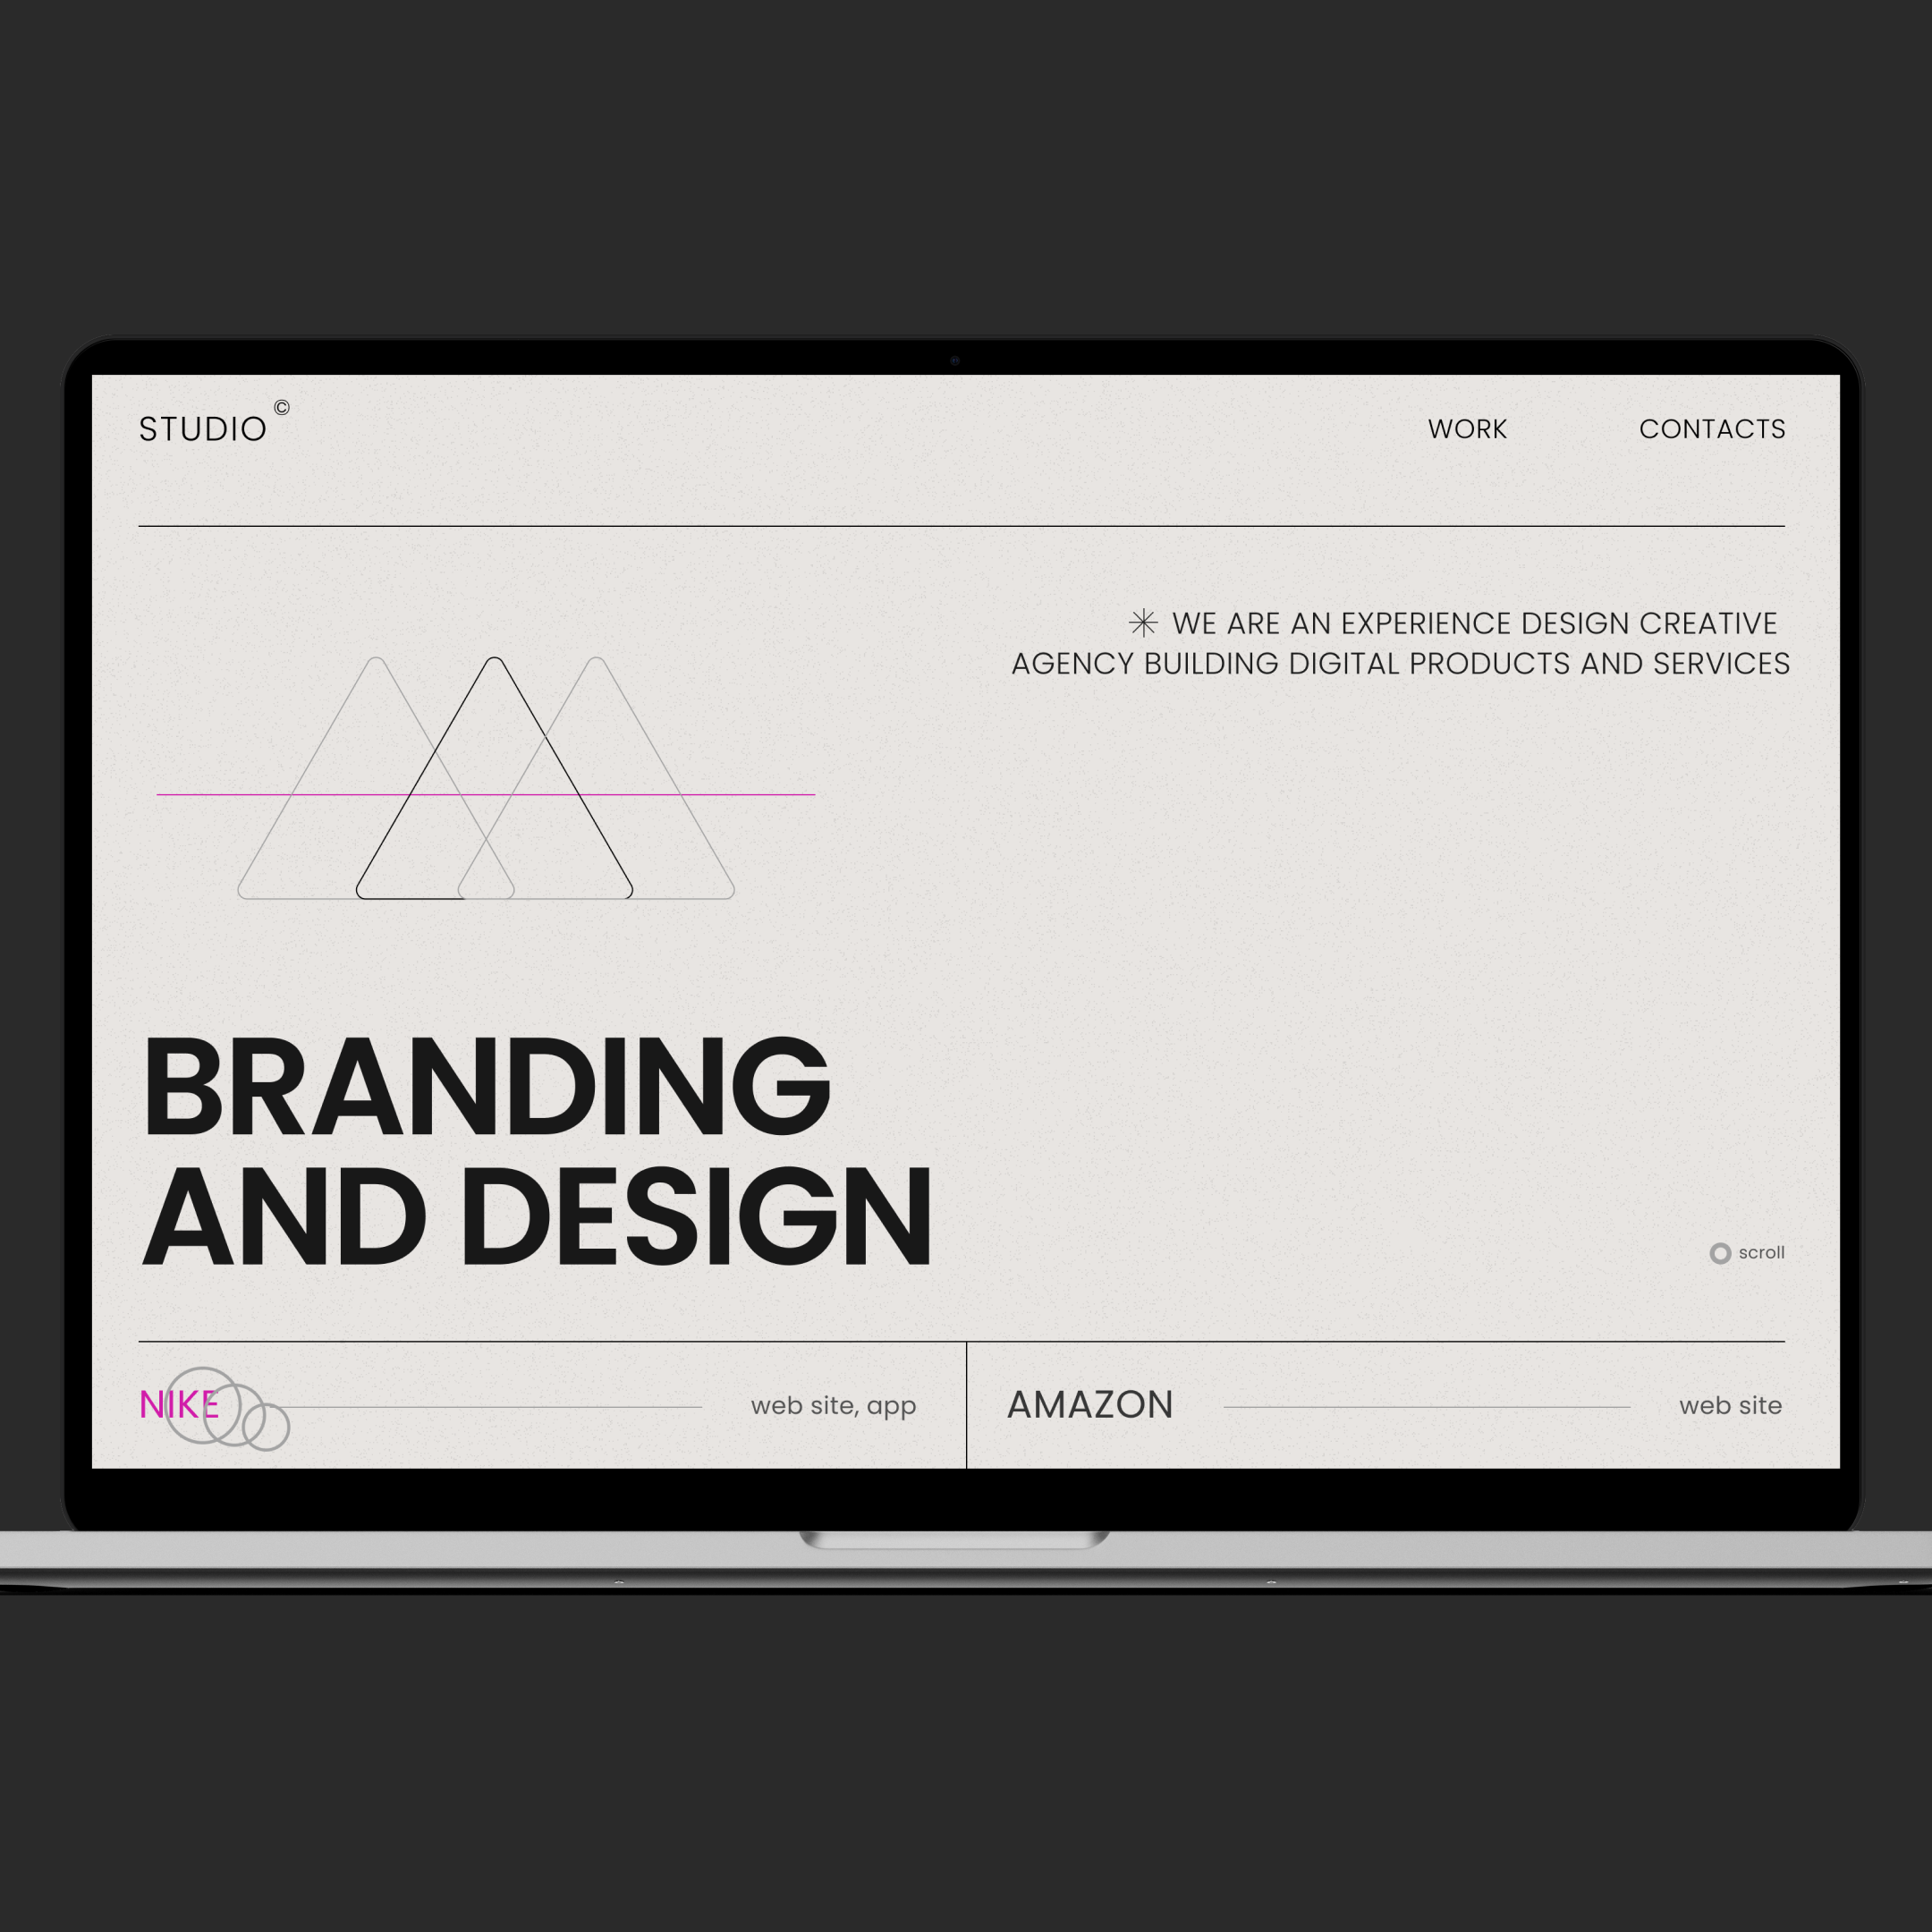 STUDIO ©
WORK
CONTACTS
WE ARE AN EXPERIENCE DESIGN CREATIVE
AGENCY BUILDING DIGITAL PRODUCTS AND SERVICES
BRANDING
AND DESIGN
scroll
NIKE
web site, app
AMAZON
web site